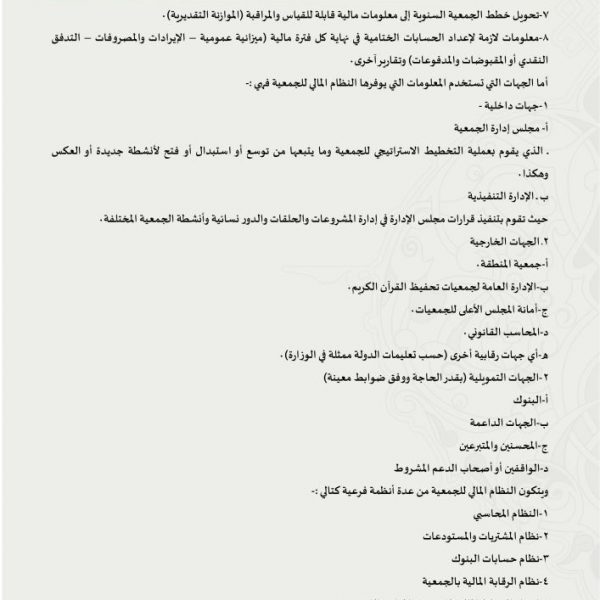 ٧-تحويل خطط الجمعية السنوية إلى معلومات مالية قابلة للقياس والمراقبة (الموازنة التقديرية).
٨-معلومات لازمة لإعداد الحسابات الختامية في نهاية كل فترة مالية (ميزانية عمومية – الإيرادات والمصروفات – التدفق
النقدي أو المقبوضات والمدفوعات) وتقارير أخرى.
أما الجهات التي تستخدم المعلومات التي يوفرها النظام المالي للجمعية فهي :-
١-جهات داخلية -
أ- مجلس إدارة الجمعية
. الذي يقوم بعملية التخطيط الاستراتيجي للجمعية وما يتبعها من توسع أو استبدال أو فتح لأنشطة جديدة أو العكس
وهكذا.
ب . الإدارة التنفيذية
حيث تقوم بتنفيذ قرارات مجلس الإدارة في إدارة المشروعات والحلقات والدور نسائية وأنشطة الجمعية المختلفة.
٢. الجهات الخارجية
أ-جمعية المنطقة.
ب-الإدارة العامة لجمعيات تحفيظ القرآن الكريم.
ج-أمانة المجلس الأعلى للجمعيات.
د-المحاسب القانوني.
ه-أي جهات رقابية أخرى (حسب تعليمات الدولة ممثلة في الوزارة).
٢-الجهات التمويلية (بقدر الحاجة ووفق ضوابط معينة)
أ-البنوك
ب-الجهات الداعمة
ج-المحسنين والمتبرعين
د-الواقفين أو أصحاب الدعم المشروط
ويتكون النظام المالي للجمعية من عدة أنظمة فرعية كتالي :-
١-النظام المحاسبي
٢-نظام المشتريات والمستودعات
٣-نظام حسابات البنوك
٤-نظام الرقابة المالية بالجمعية